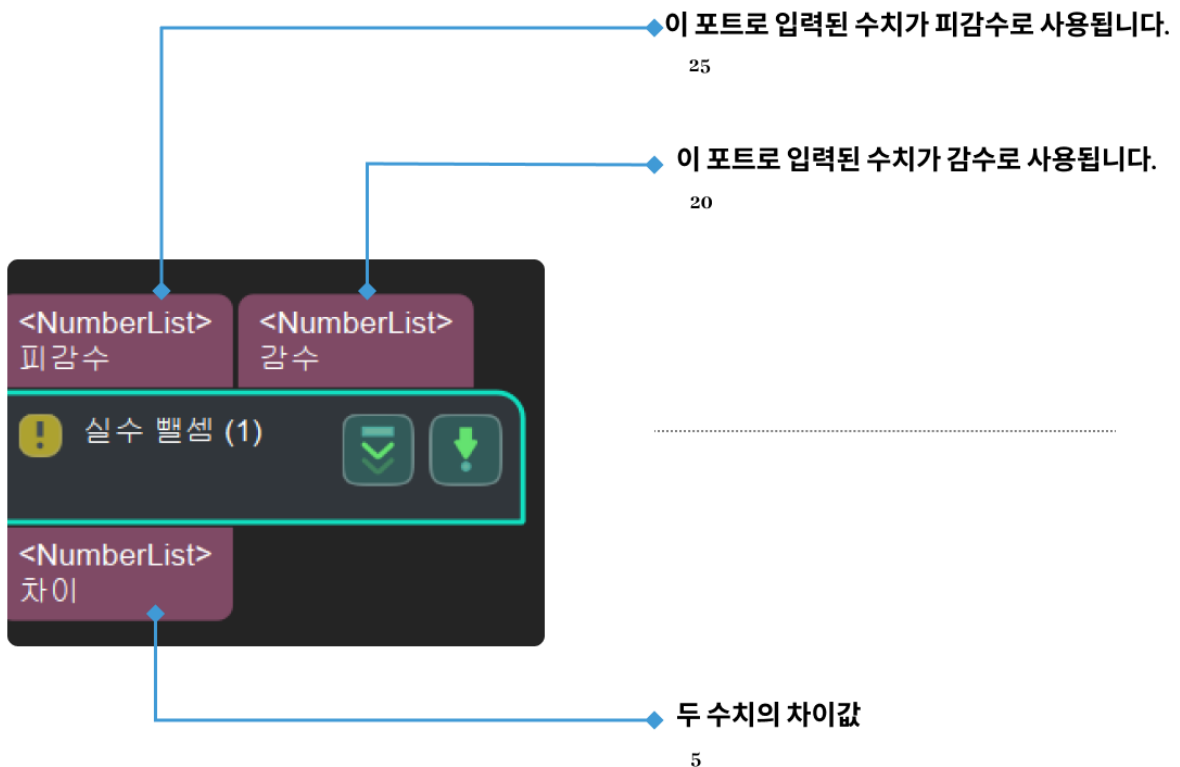 이 포트로 입력된 수치가 피감수로 사용됩니다.
25
이 포트로 입력된 수치가 감수로 사용됩니다.
20
<NumberList>
피감수
<NumberList>
감수
실수 뺄셈 (1)
<NumberList>
차이
두 수치의 차이값
5